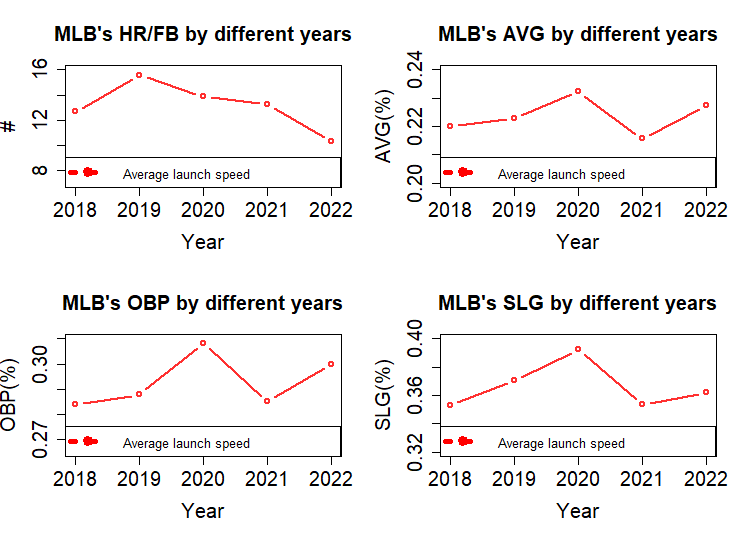 MLB's HR/FB by different years
#
16
12
8
Average launch speed
2018 2019 2020 2021 2022
Year
MLB's AVG by different years
AVG(%)
0.24
0.22
0.20
Average launch speed
2018 2019 2020 2021 2022
Year
MLB's OBP by different years
OBP(%)
0.30
0.27
Average launch speed
2018 2019 2020 2021 2022
Year
MLB's SLG by different years
SLG(%)
0.40
0.36
0.32
Average launch speed
2018 2019 2020 2021 2022
Year